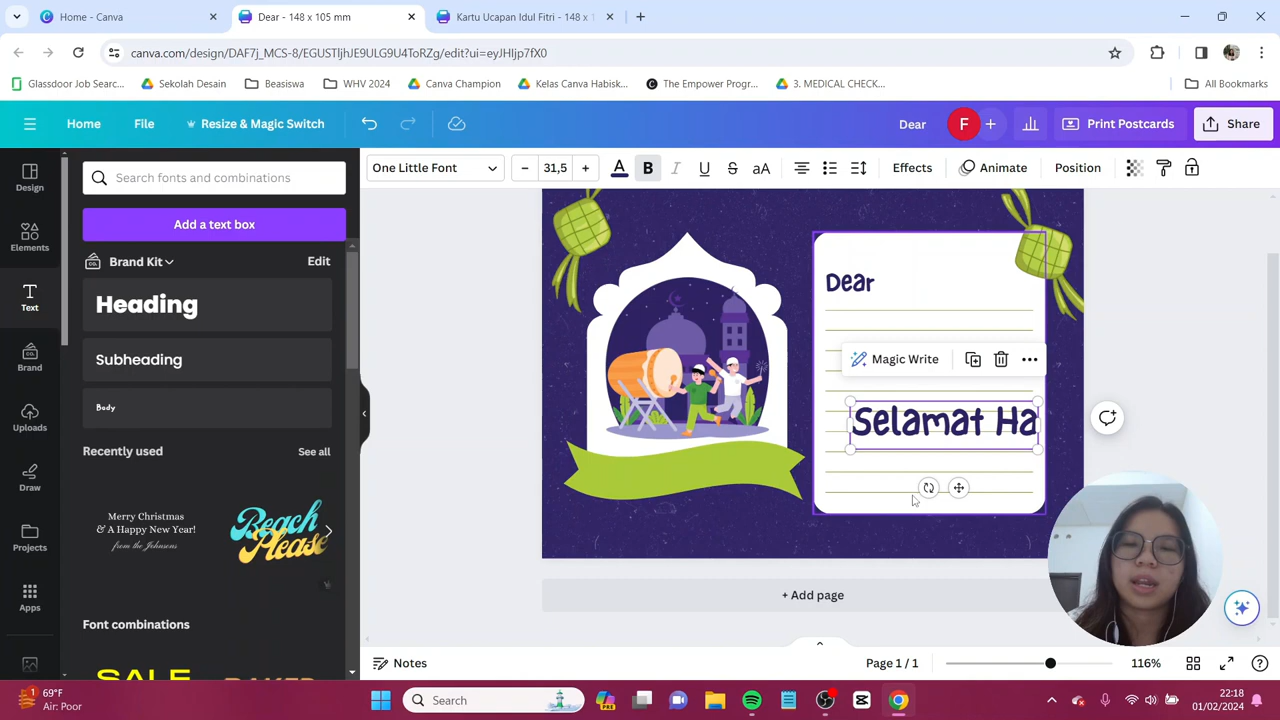 Home - Canva
Dear - 148 x 105 mm
Kartu Ucapan Idul Fitri - 148 x 1
canva.com/design/DAF7j_MCS-8/EGUSTljhJE9ULG9U4ToRZg/edit?ui=eyJHIjp7fX0
Glassdoor Job Searc...
Sekolah Desain
Beasiswa
WHV 2024
Canva Champion
Kelas Canva Habisk...
The Empower Progr...
3. MEDICAL CHECK...
All Bookmarks
Home
File
Resize & Magic Switch
Dear
F
Print Postcards
Share
Design
Elements
Text
Brand
Uploads
Draw
Projects
Apps
Search fonts and combinations
Add a text box
Brand Kit
Edit
Heading
Subheading
Body
Recently used
See all
Merry Christmas
& A Happy New Year!
from the Johnsons
Beach
Please
Font combinations
SALE
One Little Font
31,5
A
B
I
U
S
aA
Effects
Animate
Position
Dear
Magic Write
Selamat Ha
+ Add page
Notes
Page 1 / 1
116%
1
69°F
Air: Poor
Search
PRE
22:18
01/02/2024